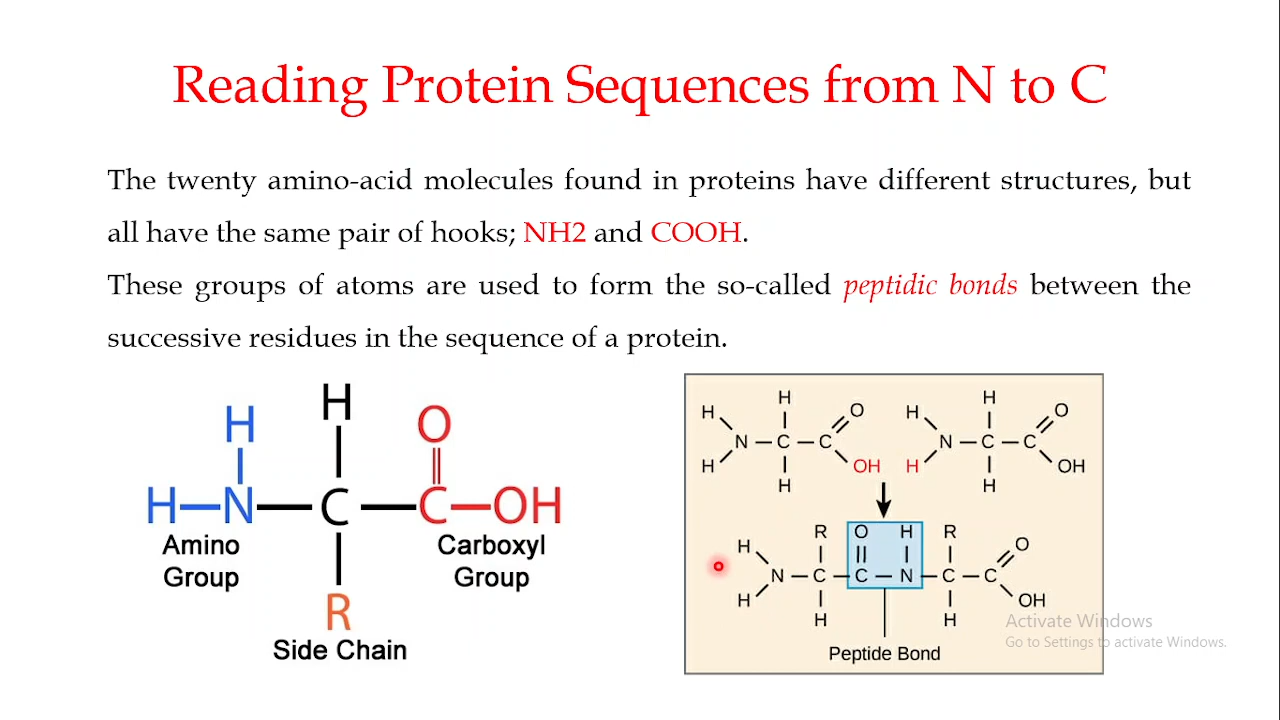 Reading Protein Sequences from N to C
The twenty amino-acid molecules found in proteins have different structures, but
all have the same pair of hooks; NH2 and COOH.
These groups of atoms are used to form the so-called peptidic bonds between the
successive residues in the sequence of a protein.
H
H O
H N C C OH
Amino
Group
Carboxyl
Group
R
Side Chain
H H
H O H O
N C C N C C
H OH H OH
H H
R O H R
H O
N C C N C C
H OH
H H
Peptide Bond
Activate Windows
Go to Settings to activate Windows.